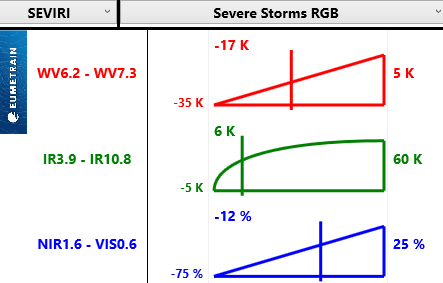 SEVIRI
Severe Storms RGB
EUMETRAIN
-17 K
WV6.2 - WV7.3
5 K
-35 K
6 K
IR3.9 - IR10.8
60 K
-5 K
-12 %
NIR1.6 - VIS0.6
25 %
-75 %